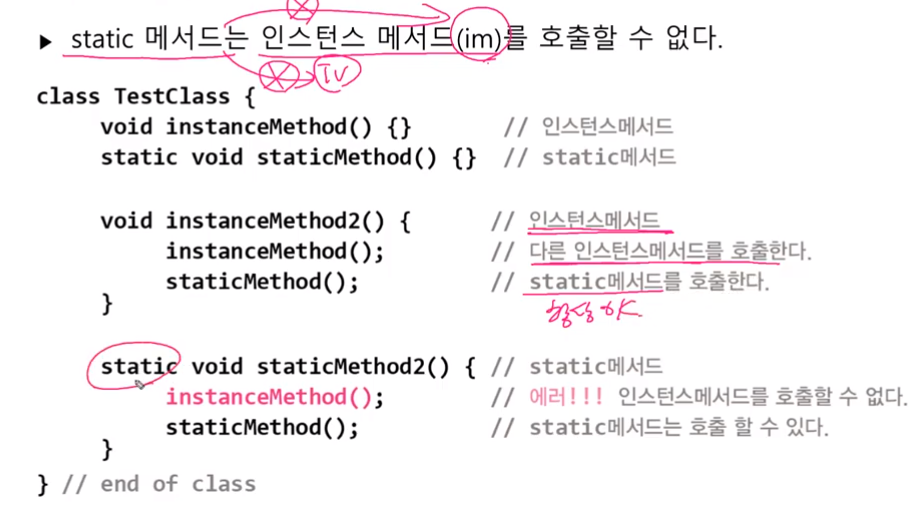 ▶ static 메서드는 인스턴스 메서드(im)를 호출할 수 없다.
iv
class TestClass {
void instanceMethod() {} // 인스턴스메서드
static void staticMethod() {} // static메서드
void instanceMethod2() { // 인스턴스메서드
instanceMethod(); // 다른 인스턴스메서드를 호출한다.
staticMethod(); // static메서드를 호출한다.
항상 OK.
}
static void staticMethod2() { // static메서드
instanceMethod(); // 에러!!! 인스턴스메서드를 호출할 수 없다.
staticMethod(); // static메서드는 호출 할 수 있다.
}
} // end of class